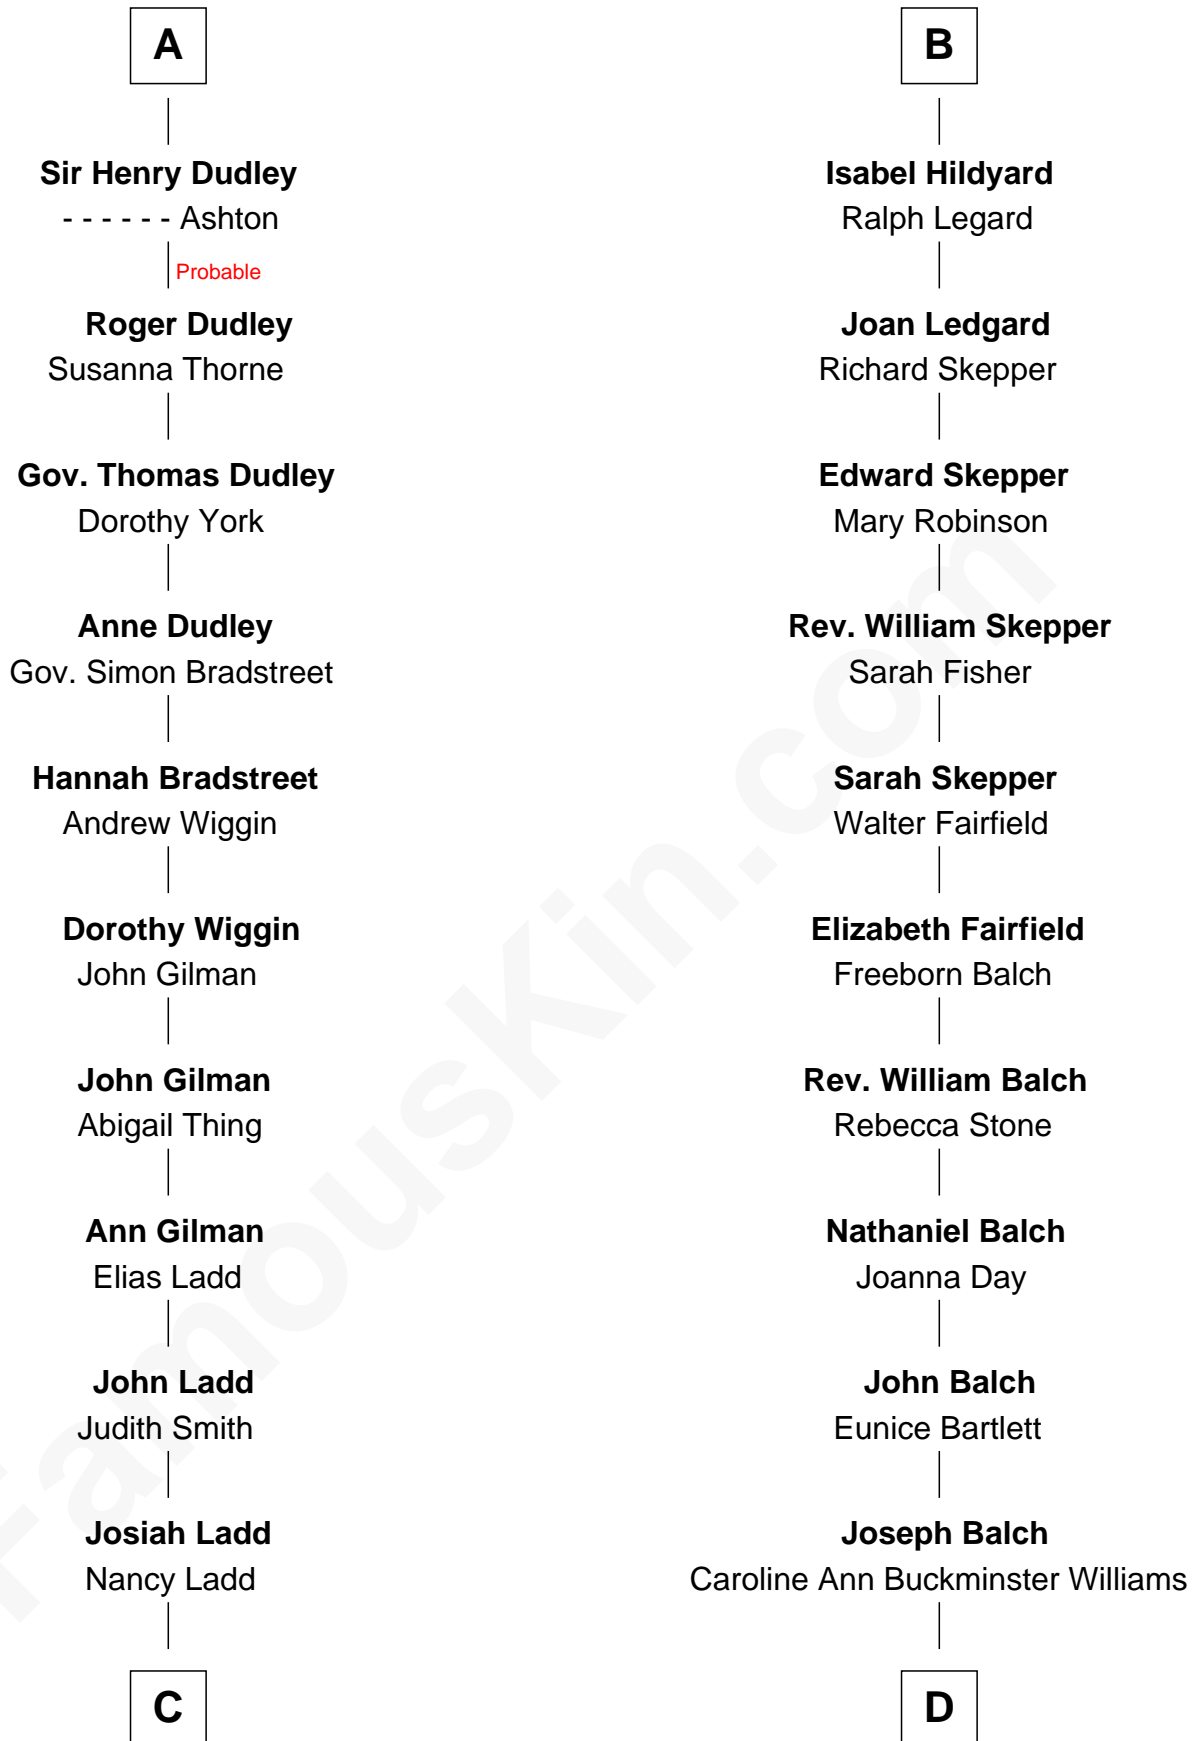 A
Sir Henry Dudley
- - - - - - Ashton
Probable
Roger Dudley
Susanna Thorne
Gov. Thomas Dudley
Dorothy York
Anne Dudley
Gov. Simon Bradstreet
Hannah Bradstreet
Andrew Wiggin
Dorothy Wiggin
John Gilman
John Gilman
Abigail Thing
Ann Gilman
Elias Ladd
John Ladd
Judith Smith
Josiah Ladd
Nancy Ladd
C
B
Isabel Hildyard
Ralph Legard
Joan Ledgard
Richard Skepper
Edward Skepper
Mary Robinson
Rev. William Skepper
Sarah Fisher
Sarah Skepper
Walter Fairfield
Elizabeth Fairfield
Freeborn Balch
Rev. William Balch
Rebecca Stone
Nathaniel Balch
Joanna Day
John Balch
Eunice Bartlett
Joseph Balch
Caroline Ann Buckminster Williams
D
FamousKin.com